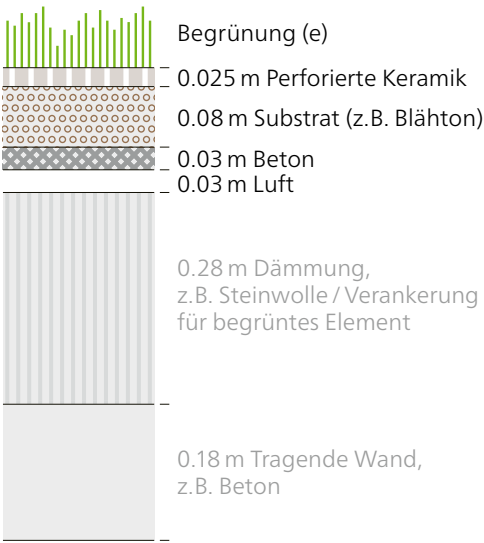 Begrünung (e)
0.025 m Perforierte Keramik
0.08 m Substrat (z.B. Blähton)
0.03 m Beton
0.03 m Luft
0.28 m Dämmung,
z.B. Steinwolle / Verankerung
für begrüntes Element
0.18 m Tragende Wand,
z.B. Beton